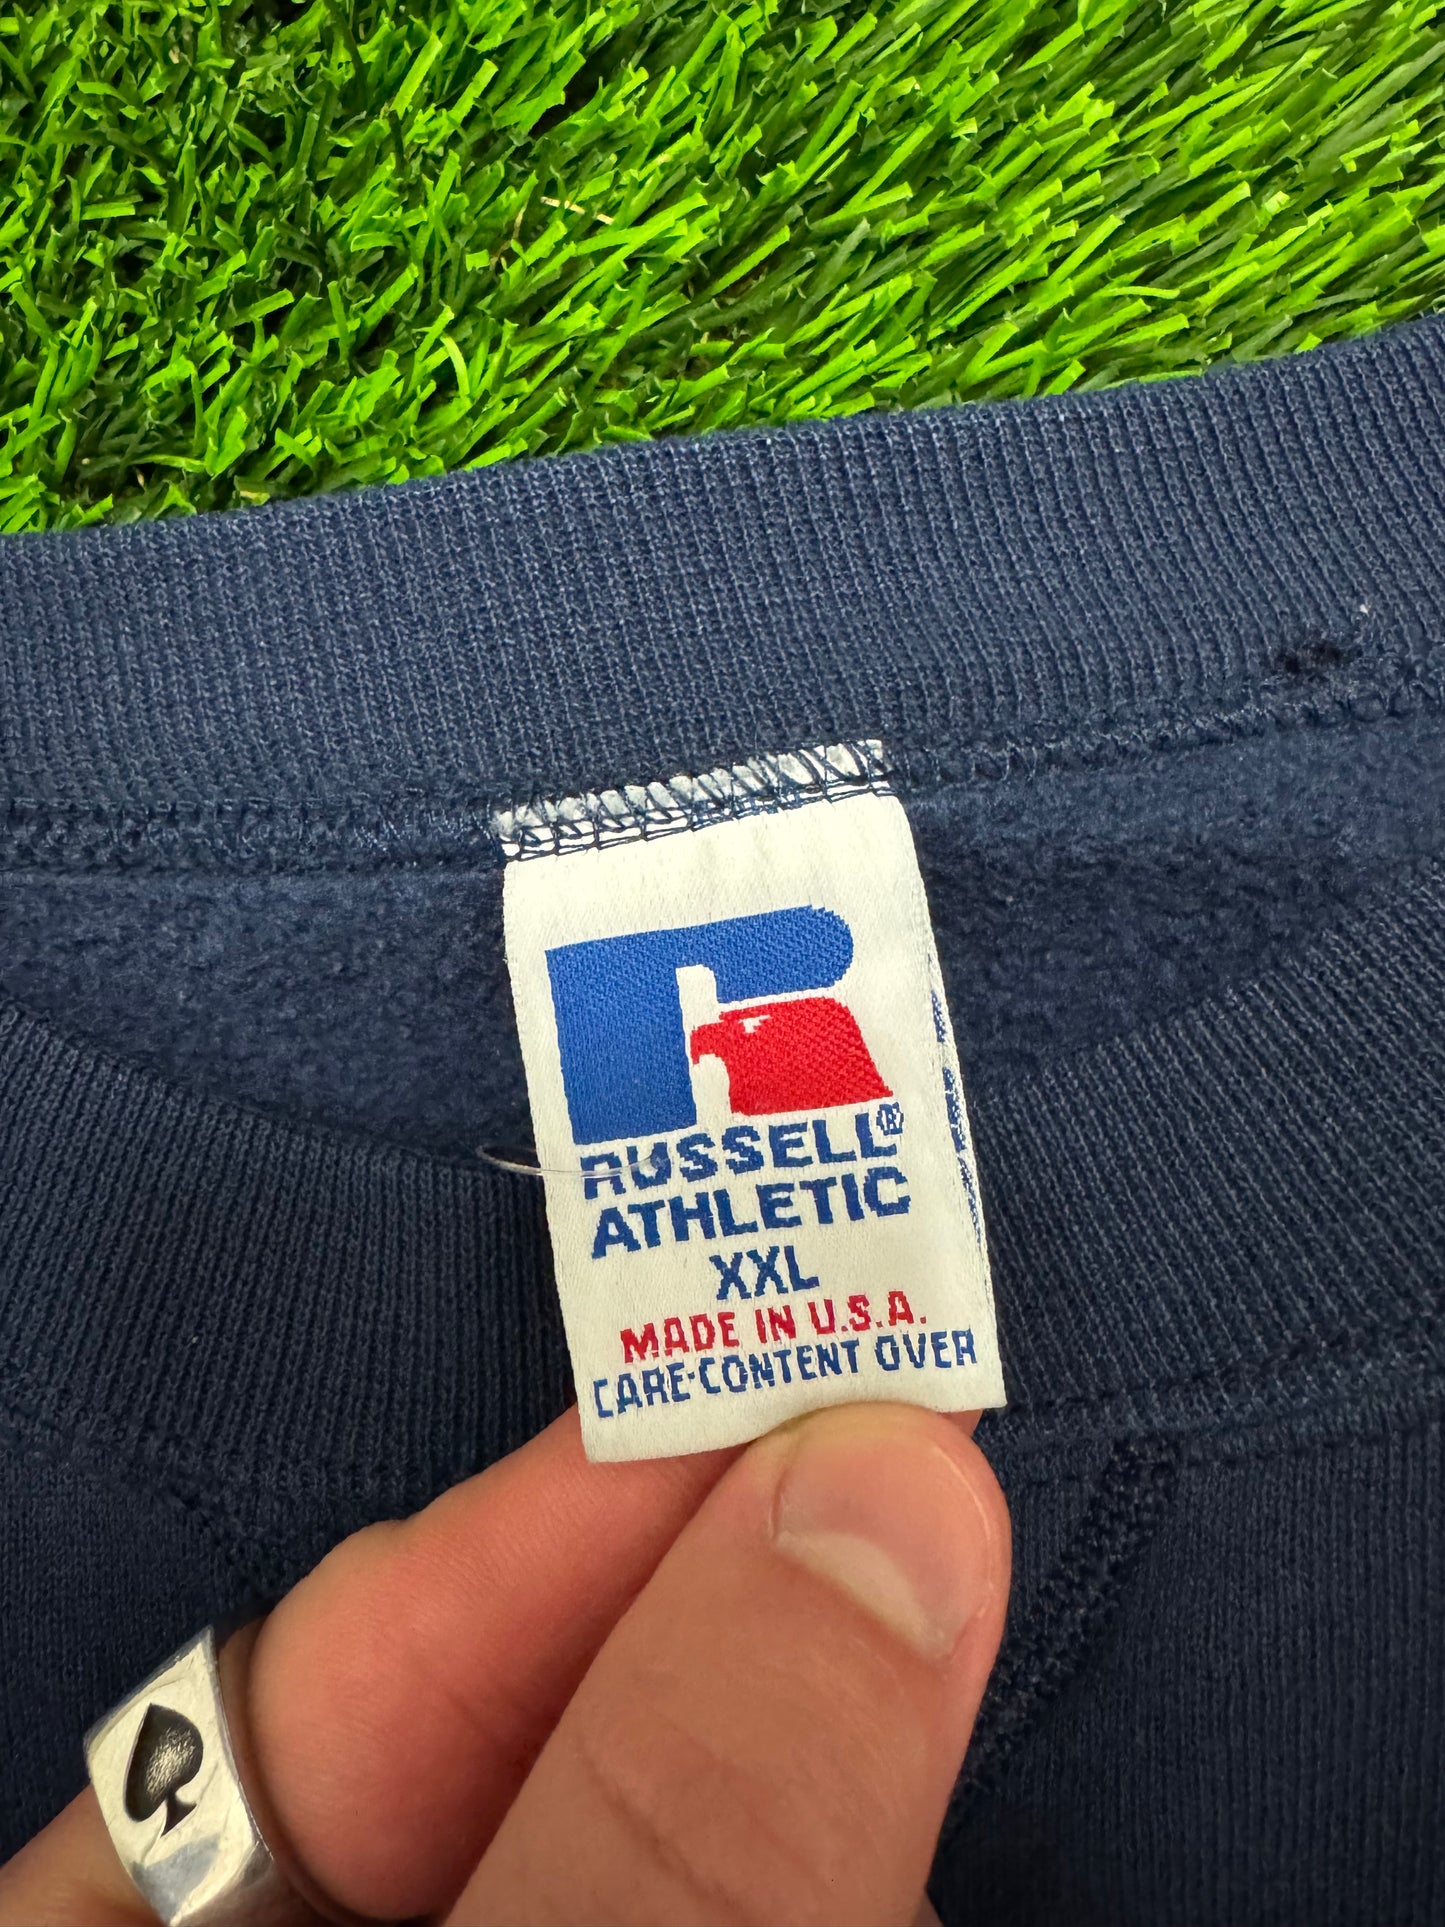 RUSSELL®
ATHLETIC
XXL
MADE IN U.S.A.
CARE-CONTENT OVER